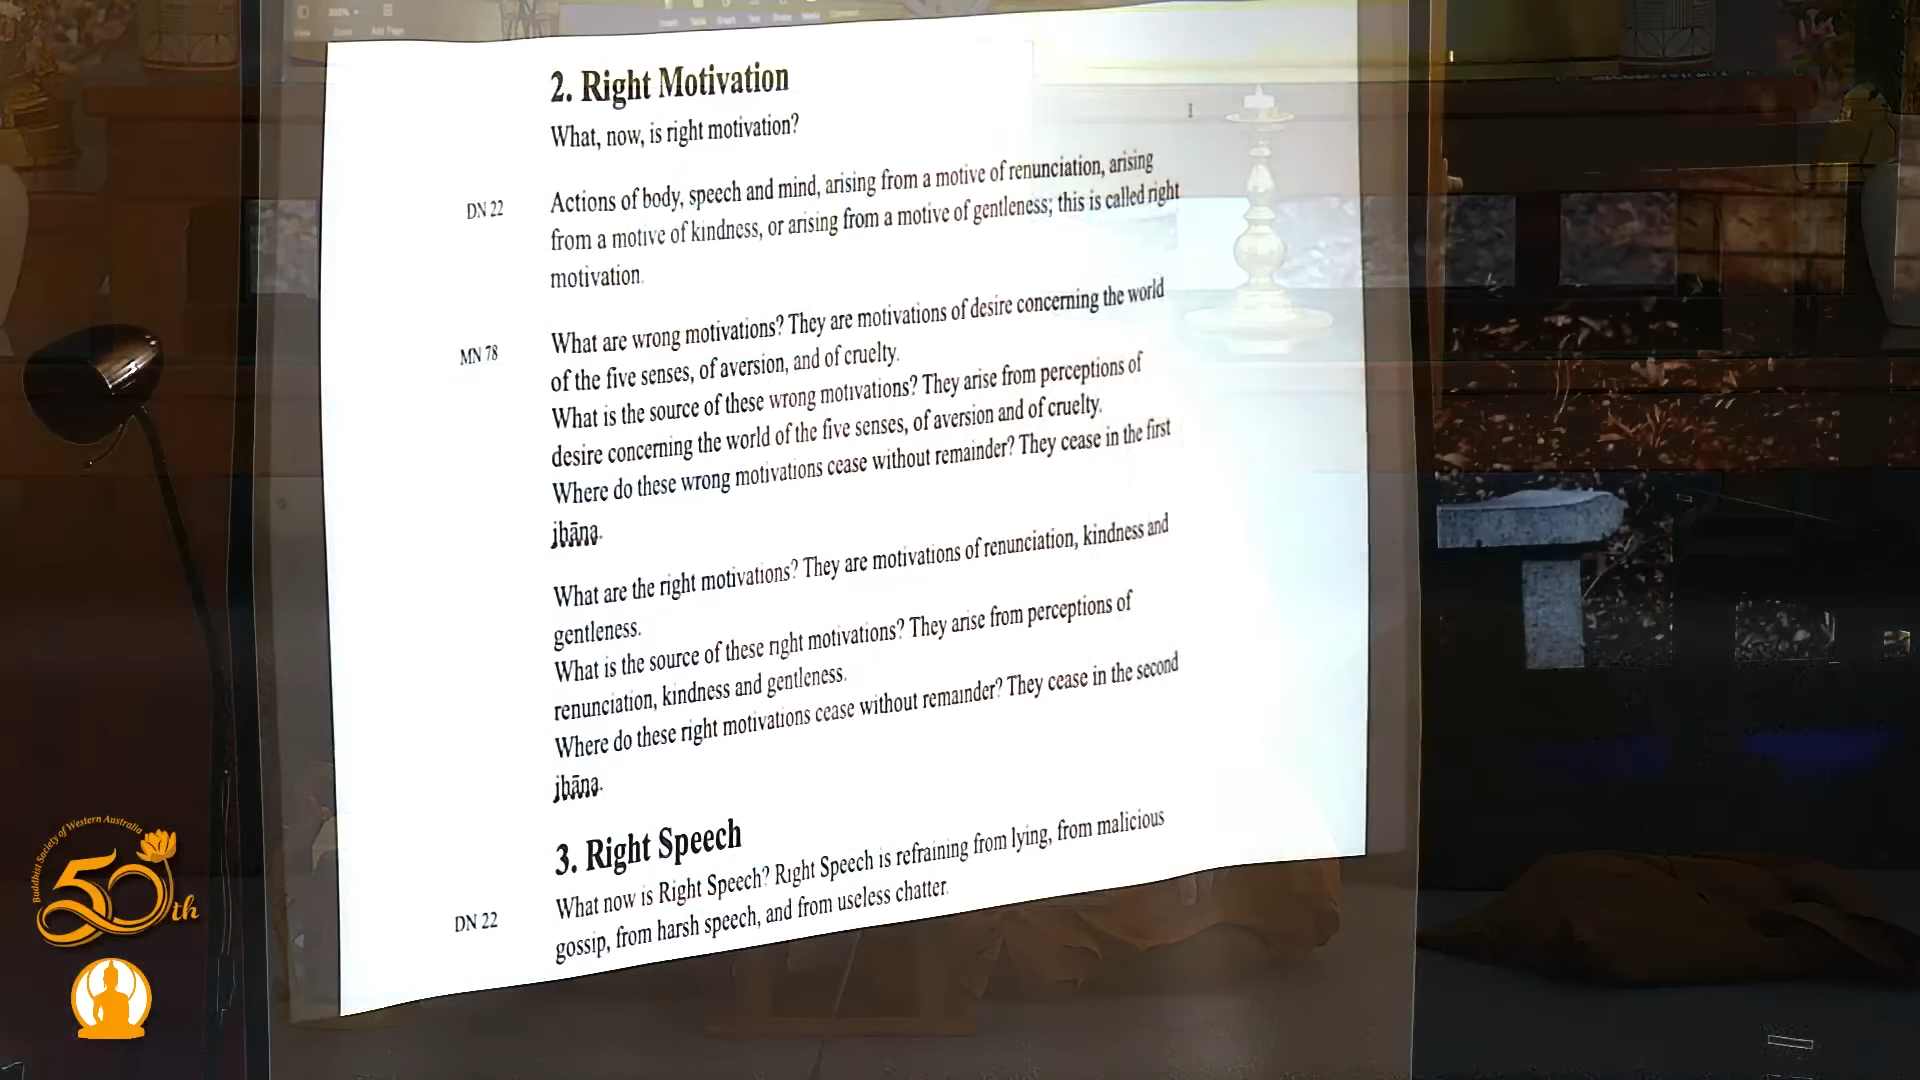 2. Right Motivation
What, now, is right motivation?
DN 22
Actions of body, speech and mind, arising from a motive of renunciation, arising
from a motive of kindness, or arising from a motive of gentleness; this is called right
motivation.
MN 78
What are wrong motivations? They are motivations of desire concerning the world
of the five senses, of aversion, and of cruelty.
What is the source of these wrong motivations? They arise from perceptions of
desire concerning the world of the five senses, of aversion and of cruelty.
Where do these wrong motivations cease without remainder? They cease in the first
jhāna.
What are the right motivations? They are motivations of renunciation, kindness and
gentleness.
What is the source of these right motivations? They arise from perceptions of
renunciation, kindness and gentleness.
Where do these right motivations cease without remainder? They cease in the second
jhāna.
3. Right Speech
DN 22
What now is Right Speech? Right Speech is refraining from lying, from malicious
gossip, from harsh speech, and from useless chatter.
1
Buddhist Society of Western Australia
50th